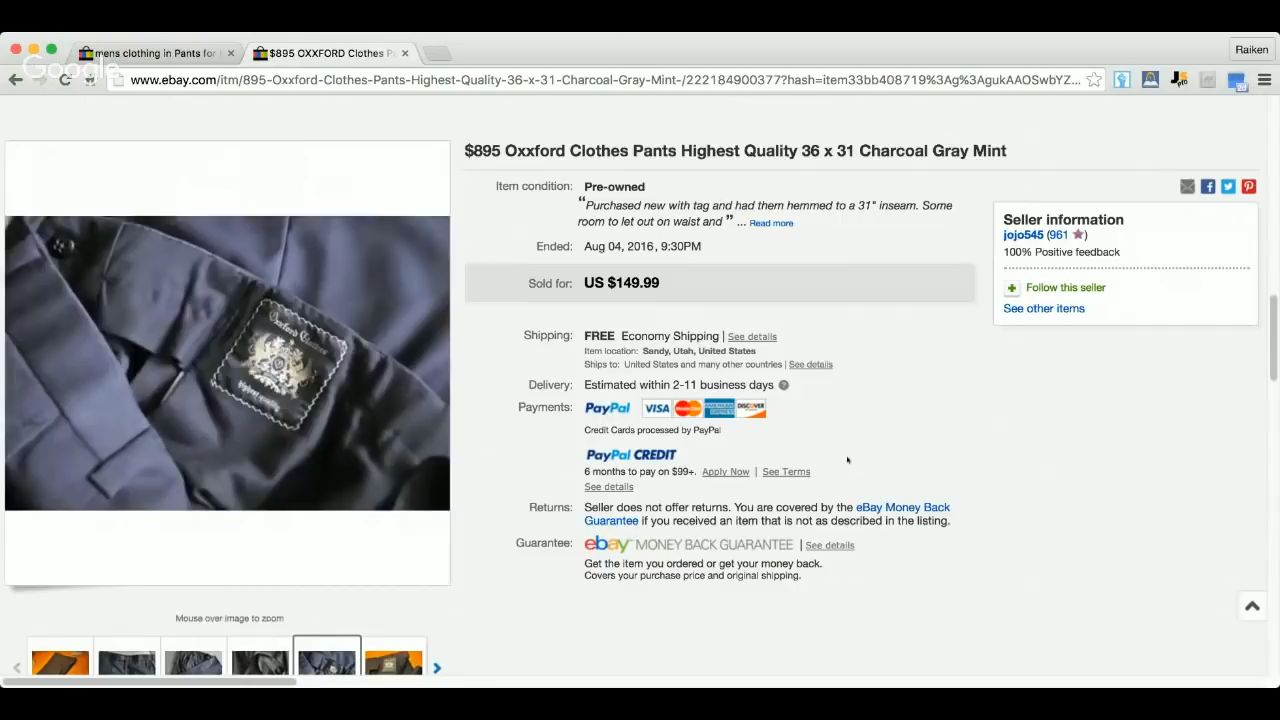 mens clothing in Pants for
$895 OXXFORD Clothes P
Raiken
Google
www.ebay.com/itm/895-Oxxford-Clothes-Pants-Highest-Quality-36-x-31-Charcoal-Gray-Mint-/222184900377?hash=item33bb408719%3Ag%3AgukAAOSwbYZ...
$895 Oxxford Clothes Pants Highest Quality 36 x 31 Charcoal Gray Mint
Item condition: Pre-owned
“Purchased new with tag and had them hemmed to a 31" inseam. Some
room to let out on waist and ” ... Read more
Ended: Aug 04, 2016, 9:30PM
Sold for: US $149.99
Shipping: FREE Economy Shipping | See details
Item location: Sandy, Utah, United States
Ships to: United States and many other countries | See details
Delivery: Estimated within 2-11 business days
Payments: PayPal VISA MasterCard DISCOVER
Credit Cards processed by PayPal
PayPal CREDIT
6 months to pay on $99+. Apply Now | See Terms
See details
Returns: Seller does not offer returns. You are covered by the eBay Money Back
Guarantee if you received an item that is not as described in the listing.
Guarantee: ebay MONEY BACK GUARANTEE | See details
Get the item you ordered or get your money back.
Covers your purchase price and original shipping.
Seller information
jojo545 (961)
100% Positive feedback
Follow this seller
See other items
Oxxford Clothes
Highest quality
Mouse over image to zoom